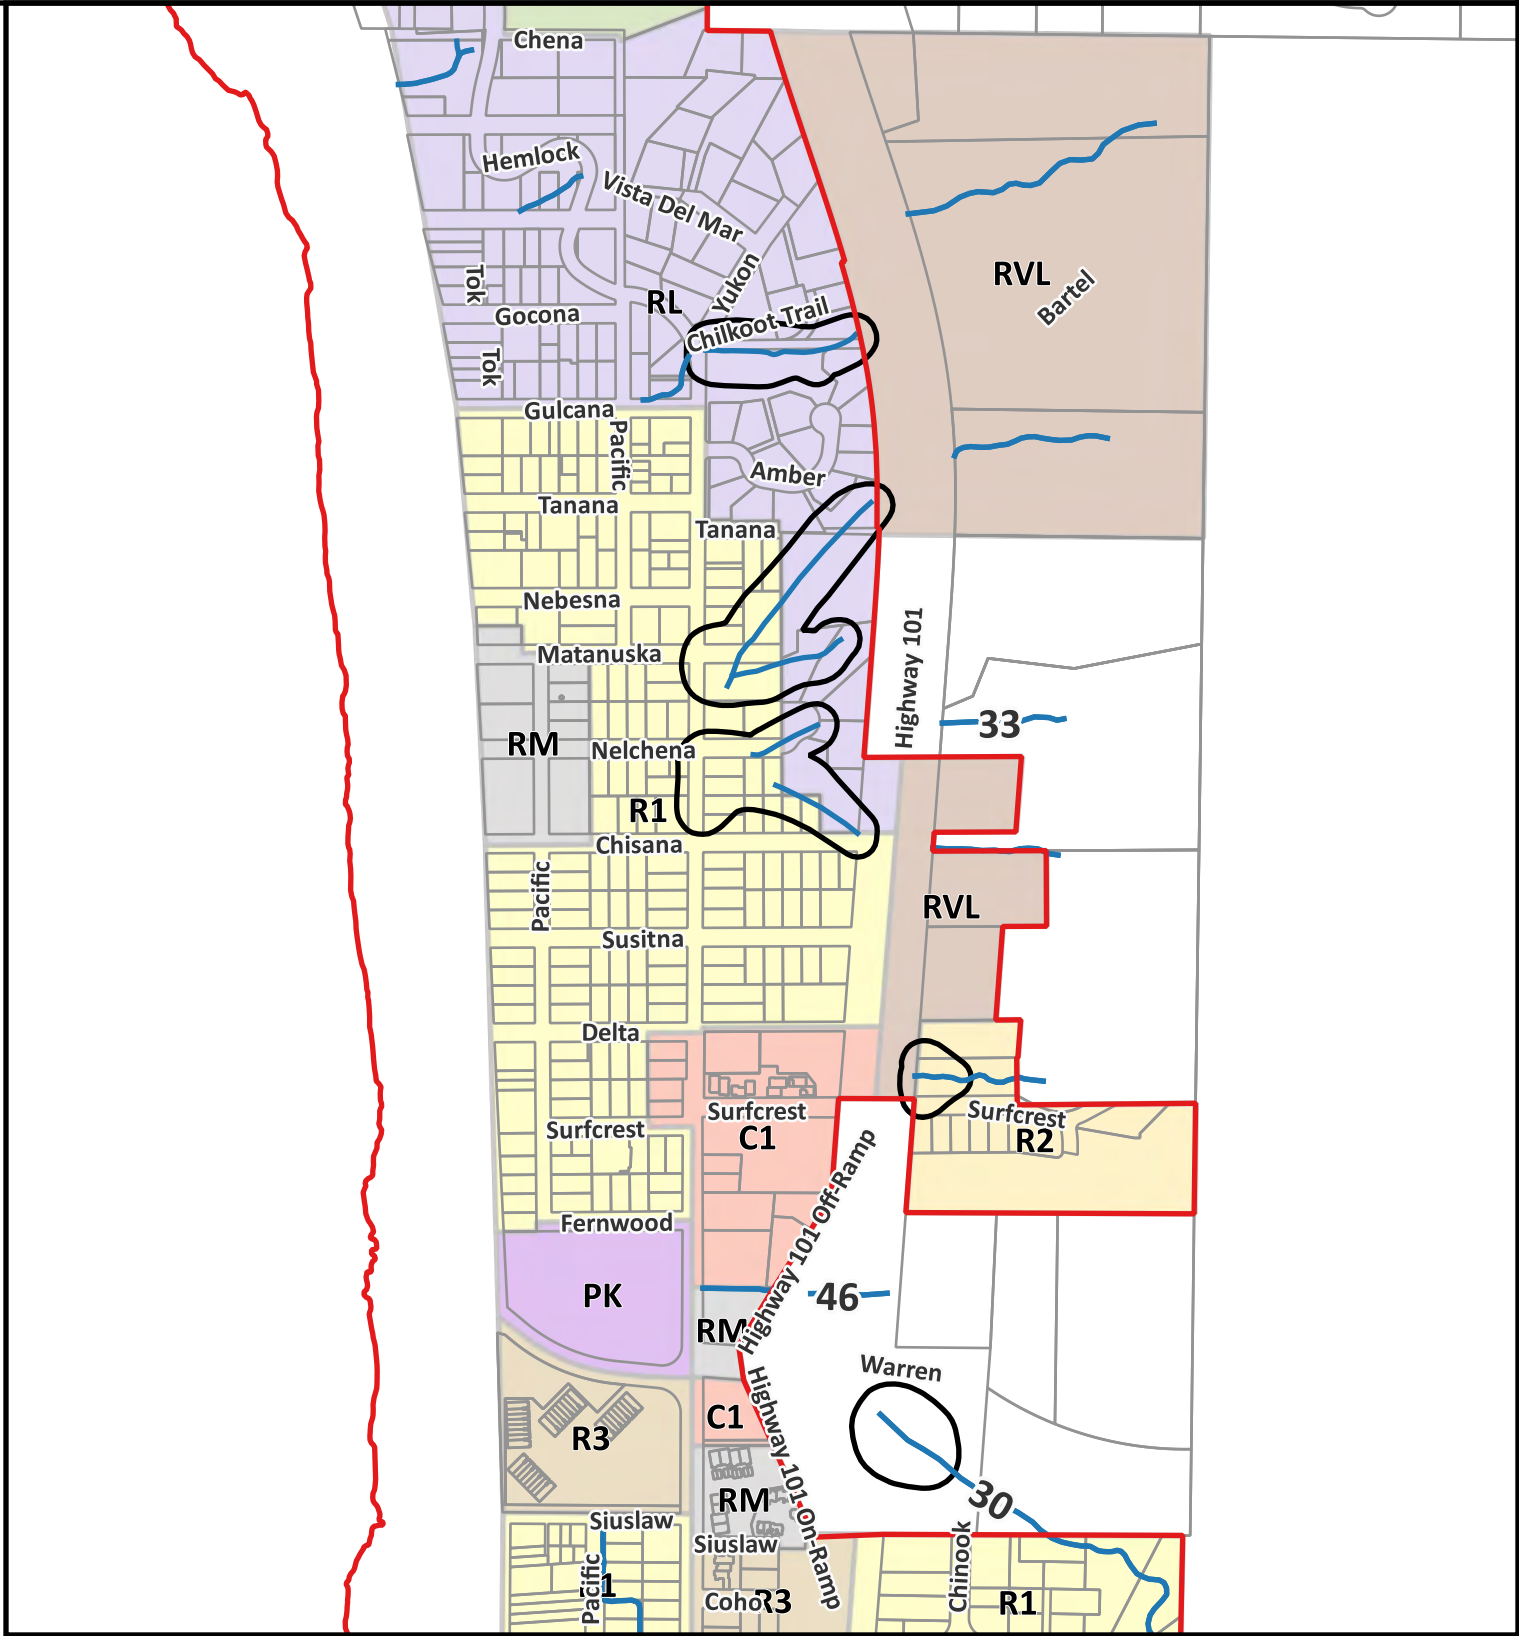 Chena
Hemlock
Vista Del Mar
Yukon
Tok
RL
Gocona
Chilkoot Trail
RVL
Bartel
Tok
Gulcana
Pacific
Amber
Tanana
Tanana
Nebesna
Matanuska
Highway 101
33
RM
Nelchena
R1
Chisana
Pacific
RVL
Susitna
Delta
Surfcrest
C1
Surfcrest
Surfcrest
R2
Fernwood
Highway 101 Off-Ramp
PK
46
RM
Warren
Highway 101 On-Ramp
C1
R3
RM
30
Siuslaw
Siuslaw
Pacific
Coho
R3
Chinook
R1